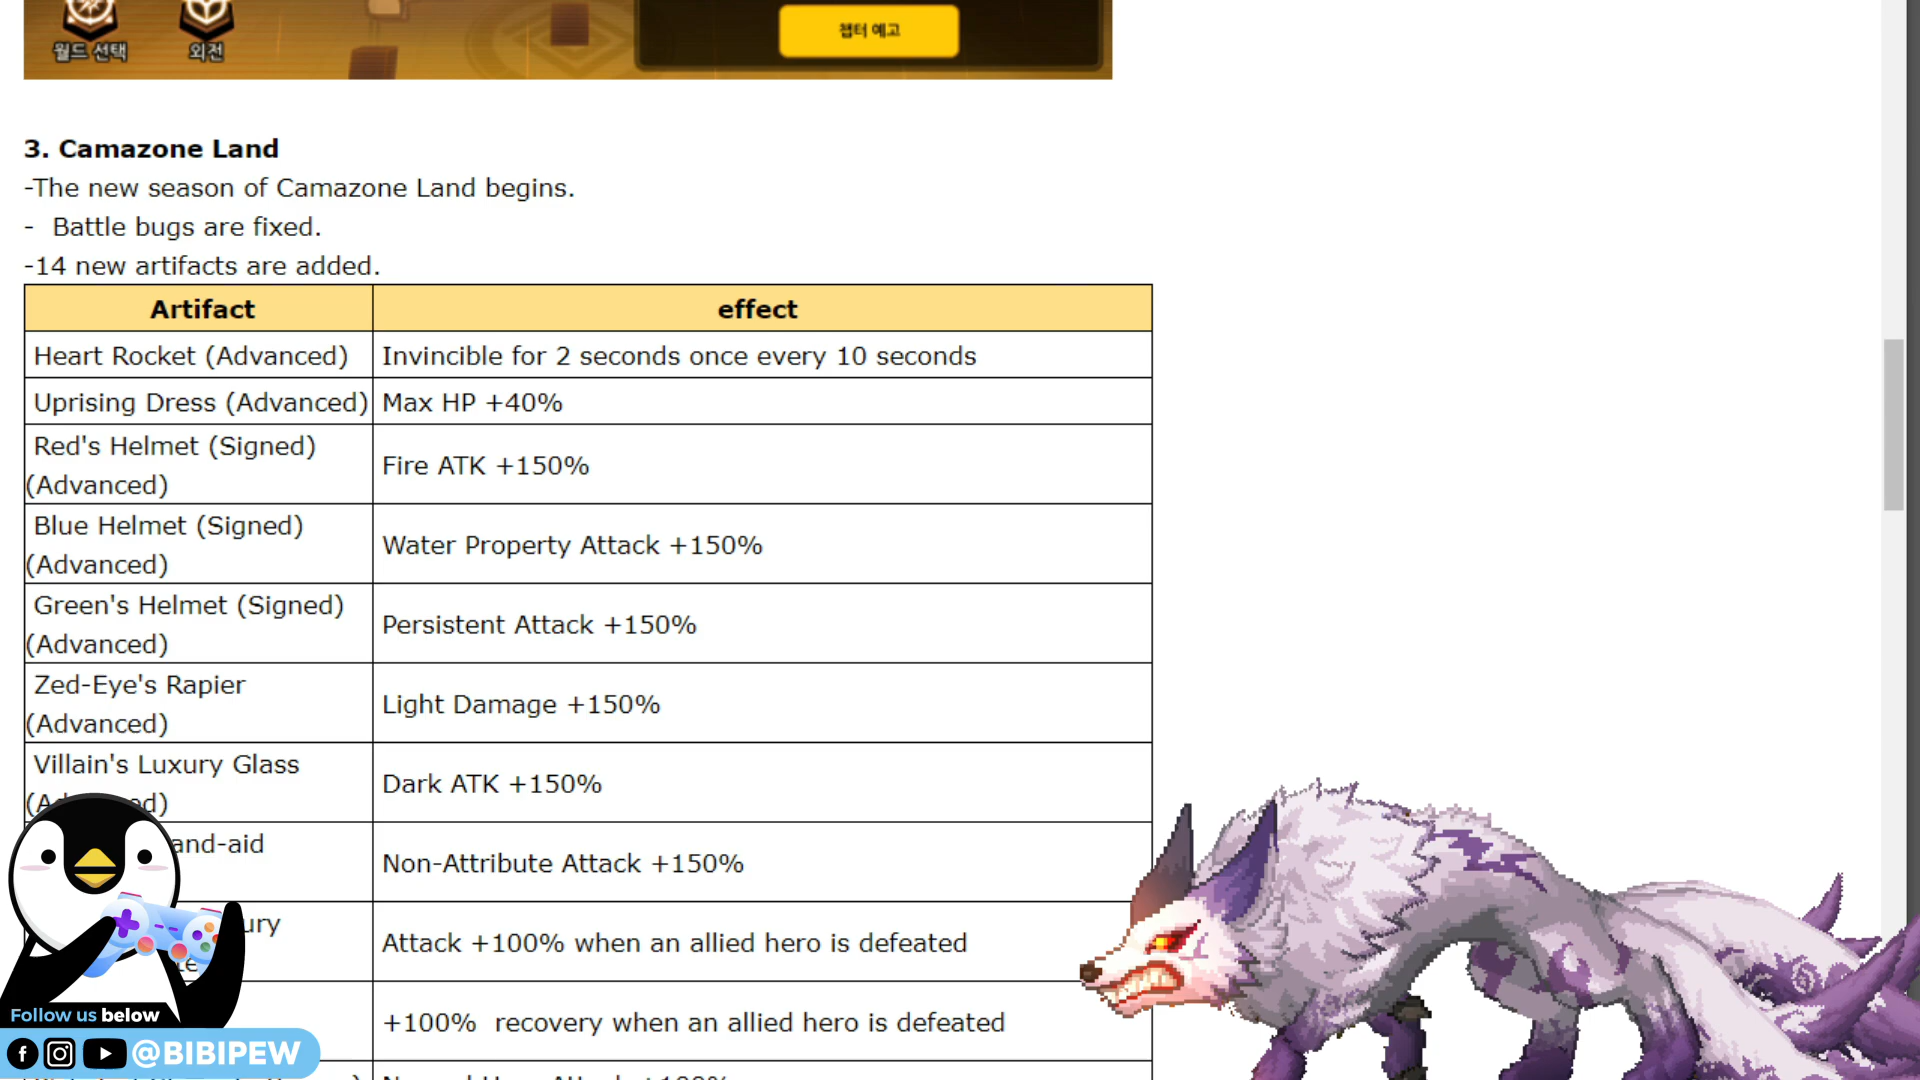 월드 선택
외전
챕터 예고
3. Camazone Land
-The new season of Camazone Land begins.
- Battle bugs are fixed.
-14 new artifacts are added.
Artifact effect
Heart Rocket (Advanced) Invincible for 2 seconds once every 10 seconds
Uprising Dress (Advanced) Max HP +40%
Red's Helmet (Signed)
(Advanced)
Fire ATK +150%
Blue Helmet (Signed)
(Advanced)
Water Property Attack +150%
Green's Helmet (Signed)
(Advanced)
Persistent Attack +150%
Zed-Eye's Rapier
(Advanced)
Light Damage +150%
Villain's Luxury Glass
Dark ATK +150%
and-aid
Non-Attribute Attack +150%
ury
Attack +100% when an allied hero is defeated
+100% recovery when an allied hero is defeated
Follow us below
@BIBIPEW